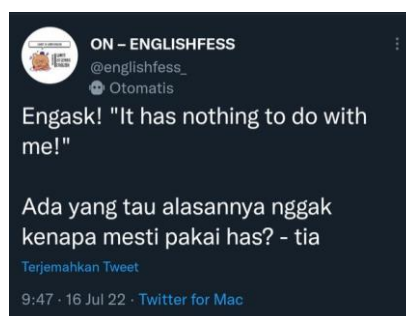 ON – ENGLISHFESS
@englishfess_
Otomatis
Engask! "It has nothing to do with
me!"
Ada yang tau alasannya nggak
kenapa mesti pakai has? - tia
Terjemahkan Tweet
9:47 · 16 Jul 22 · Twitter for Mac